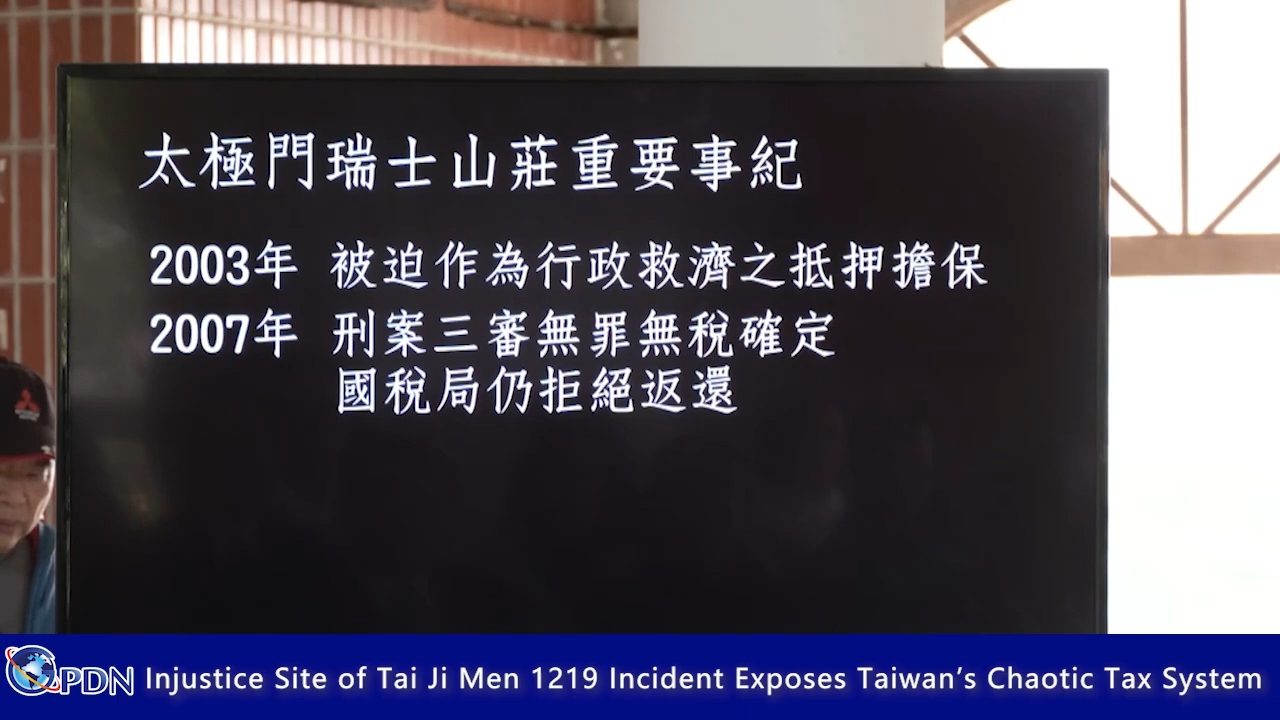 太極門瑞士山莊重要事紀
2003年 被迫作為行政救濟之抵押擔保
2007年 刑案三審無罪無稅確定
國稅局仍拒絕返還
PDN Injustice Site of Tai Ji Men 1219 Incident Exposes Taiwan's Chaotic Tax System